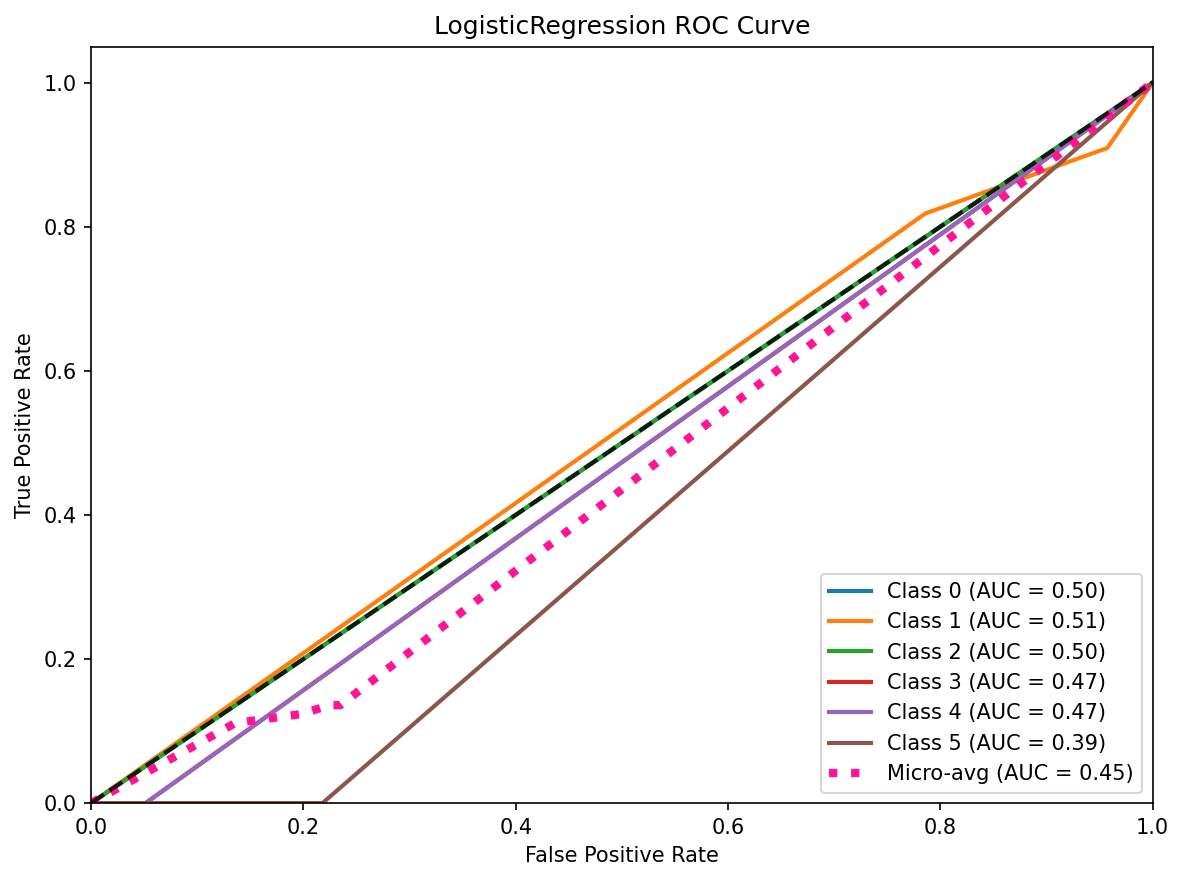 LogisticRegression ROC Curve
True Positive Rate
1.0
0.8
0.6
0.4
0.2
0.0
0.0 0.2 0.4 0.6 0.8 1.0
False Positive Rate
Class 0 (AUC = 0.50)
Class 1 (AUC = 0.51)
Class 2 (AUC = 0.50)
Class 3 (AUC = 0.47)
Class 4 (AUC = 0.47)
Class 5 (AUC = 0.39)
Micro-avg (AUC = 0.45)